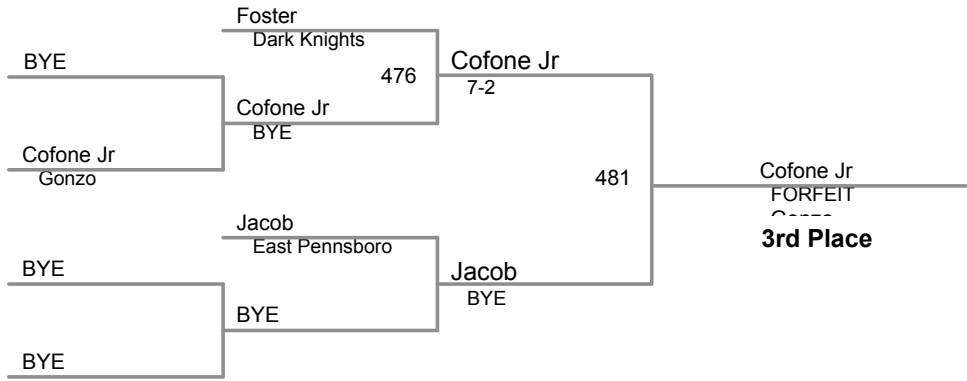 Foster
Dark Knights
BYE
476
Cofone Jr
7-2
Cofone Jr
BYE
Cofone Jr
Gonzo
481
Cofone Jr
FORFEIT
Gonzo
3rd Place
Jacob
East Pennsboro
BYE
Jacob
BYE
BYE
BYE